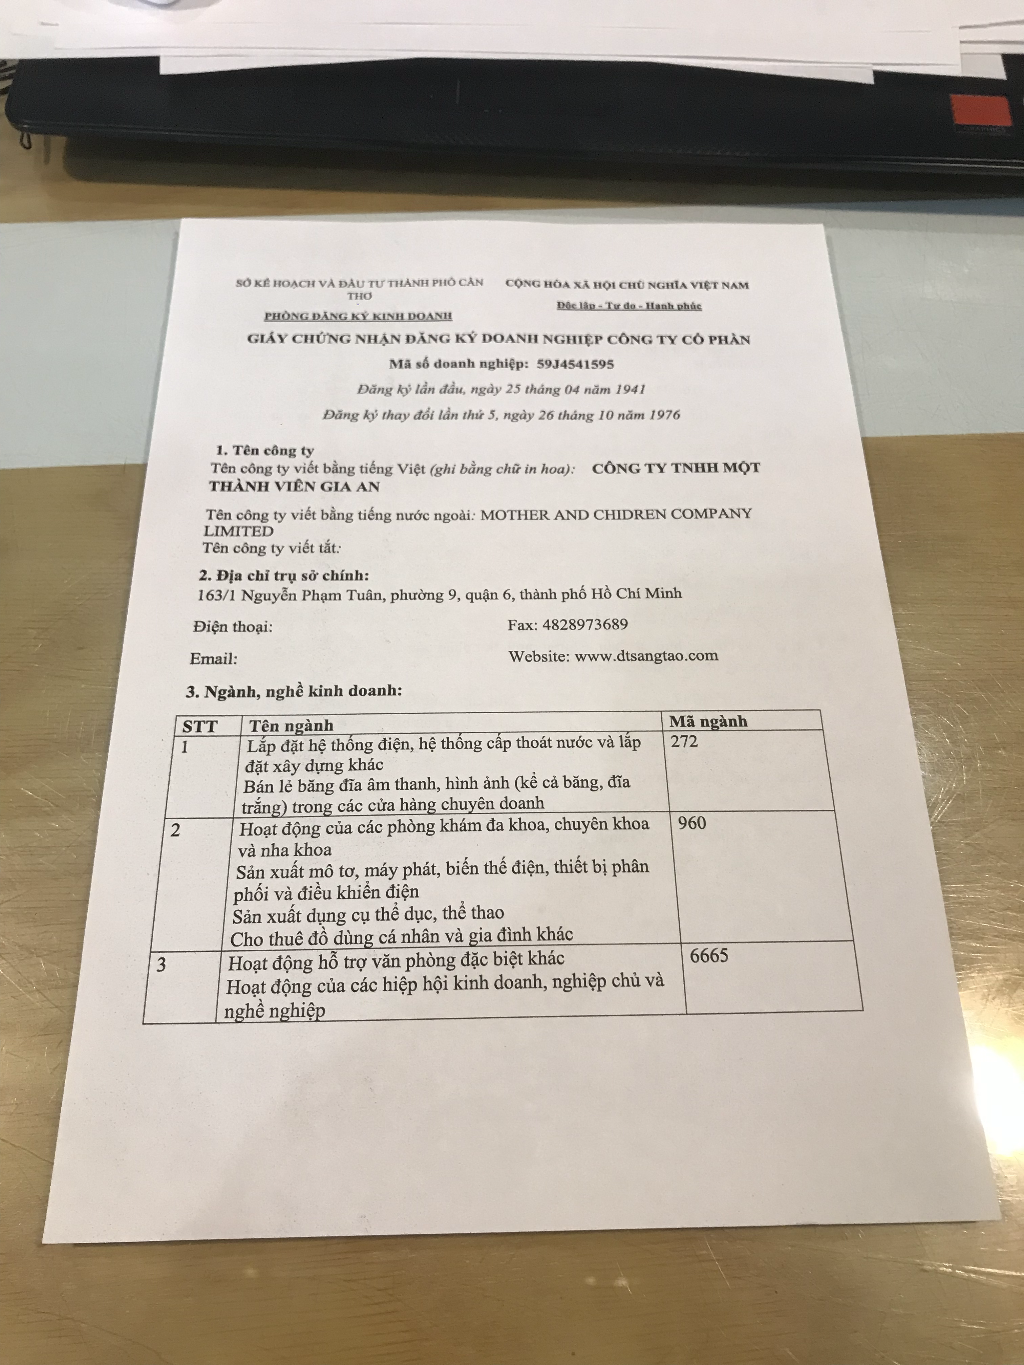 SỞ KẾ HOẠCH VÀ ĐẦU TƯ THÀNH PHỐ CẦN
THƠ
PHÒNG ĐĂNG KÝ KINH DOANH
CỘNG HÒA XÃ HỘI CHỦ NGHĨA VIỆT NAM
Độc lập - Tự do - Hạnh phúc
GIẤY CHỨNG NHẬN ĐĂNG KÝ DOANH NGHIỆP CÔNG TY CỔ PHẦN
Mã số doanh nghiệp: 59J4541595
Đăng ký lần đầu, ngày 25 tháng 04 năm 1941
Đăng ký thay đổi lần thứ 5, ngày 26 tháng 10 năm 1976
1. Tên công ty
Tên công ty viết bằng tiếng Việt (ghi bằng chữ in hoa): CÔNG TY TNHH MỘT
THÀNH VIÊN GIA AN
Tên công ty viết bằng tiếng nước ngoài: MOTHER AND CHIDREN COMPANY
LIMITED
Tên công ty viết tắt:
2. Địa chỉ trụ sở chính:
163/1 Nguyễn Phạm Tuân, phường 9, quận 6, thành phố Hồ Chí Minh
Điện thoại: Fax: 4828973689
Email: Website: www.dtsangtao.com
3. Ngành, nghề kinh doanh:
STT Tên ngành Mã ngành
1 Lắp đặt hệ thống điện, hệ thống cấp thoát nước và lắp 272
đặt xây dựng khác
Bán lẻ băng đĩa âm thanh, hình ảnh (kể cả băng, đĩa
trắng) trong các cửa hàng chuyên doanh
2 Hoạt động của các phòng khám đa khoa, chuyên khoa 960
và nha khoa
Sản xuất mô tơ, máy phát, biến thế điện, thiết bị phân
phối và điều khiển điện
Sản xuất dụng cụ thể dục, thể thao
Cho thuê đồ dùng cá nhân và gia đình khác
3 Hoạt động hỗ trợ văn phòng đặc biệt khác 6665
Hoạt động của các hiệp hội kinh doanh, nghiệp chủ và
nghề nghiệp